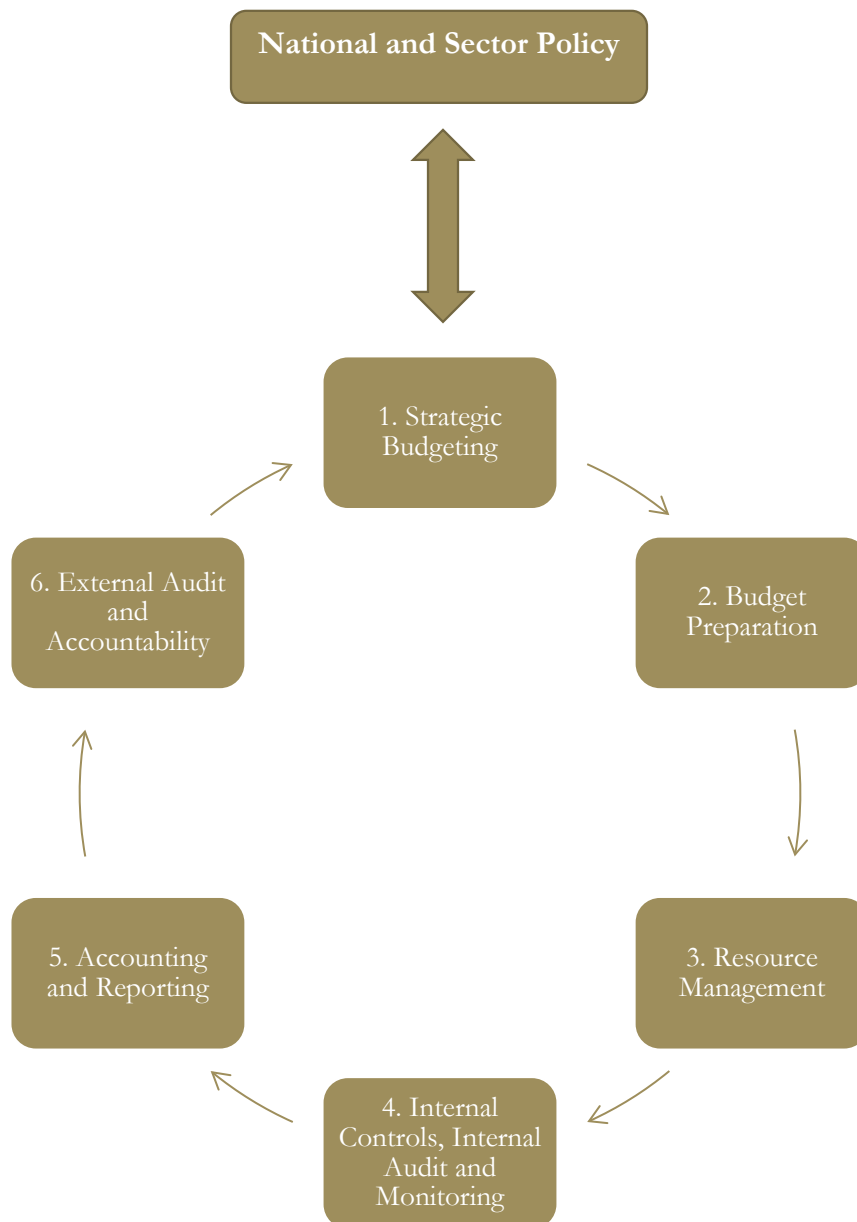 National and Sector Policy
1. Strategic
Budgeting
2. Budget
Preparation
3. Resource
Management
4. Internal
Controls, Internal
Audit and
Monitoring
5. Accounting
and Reporting
6. External Audit
and
Accountability